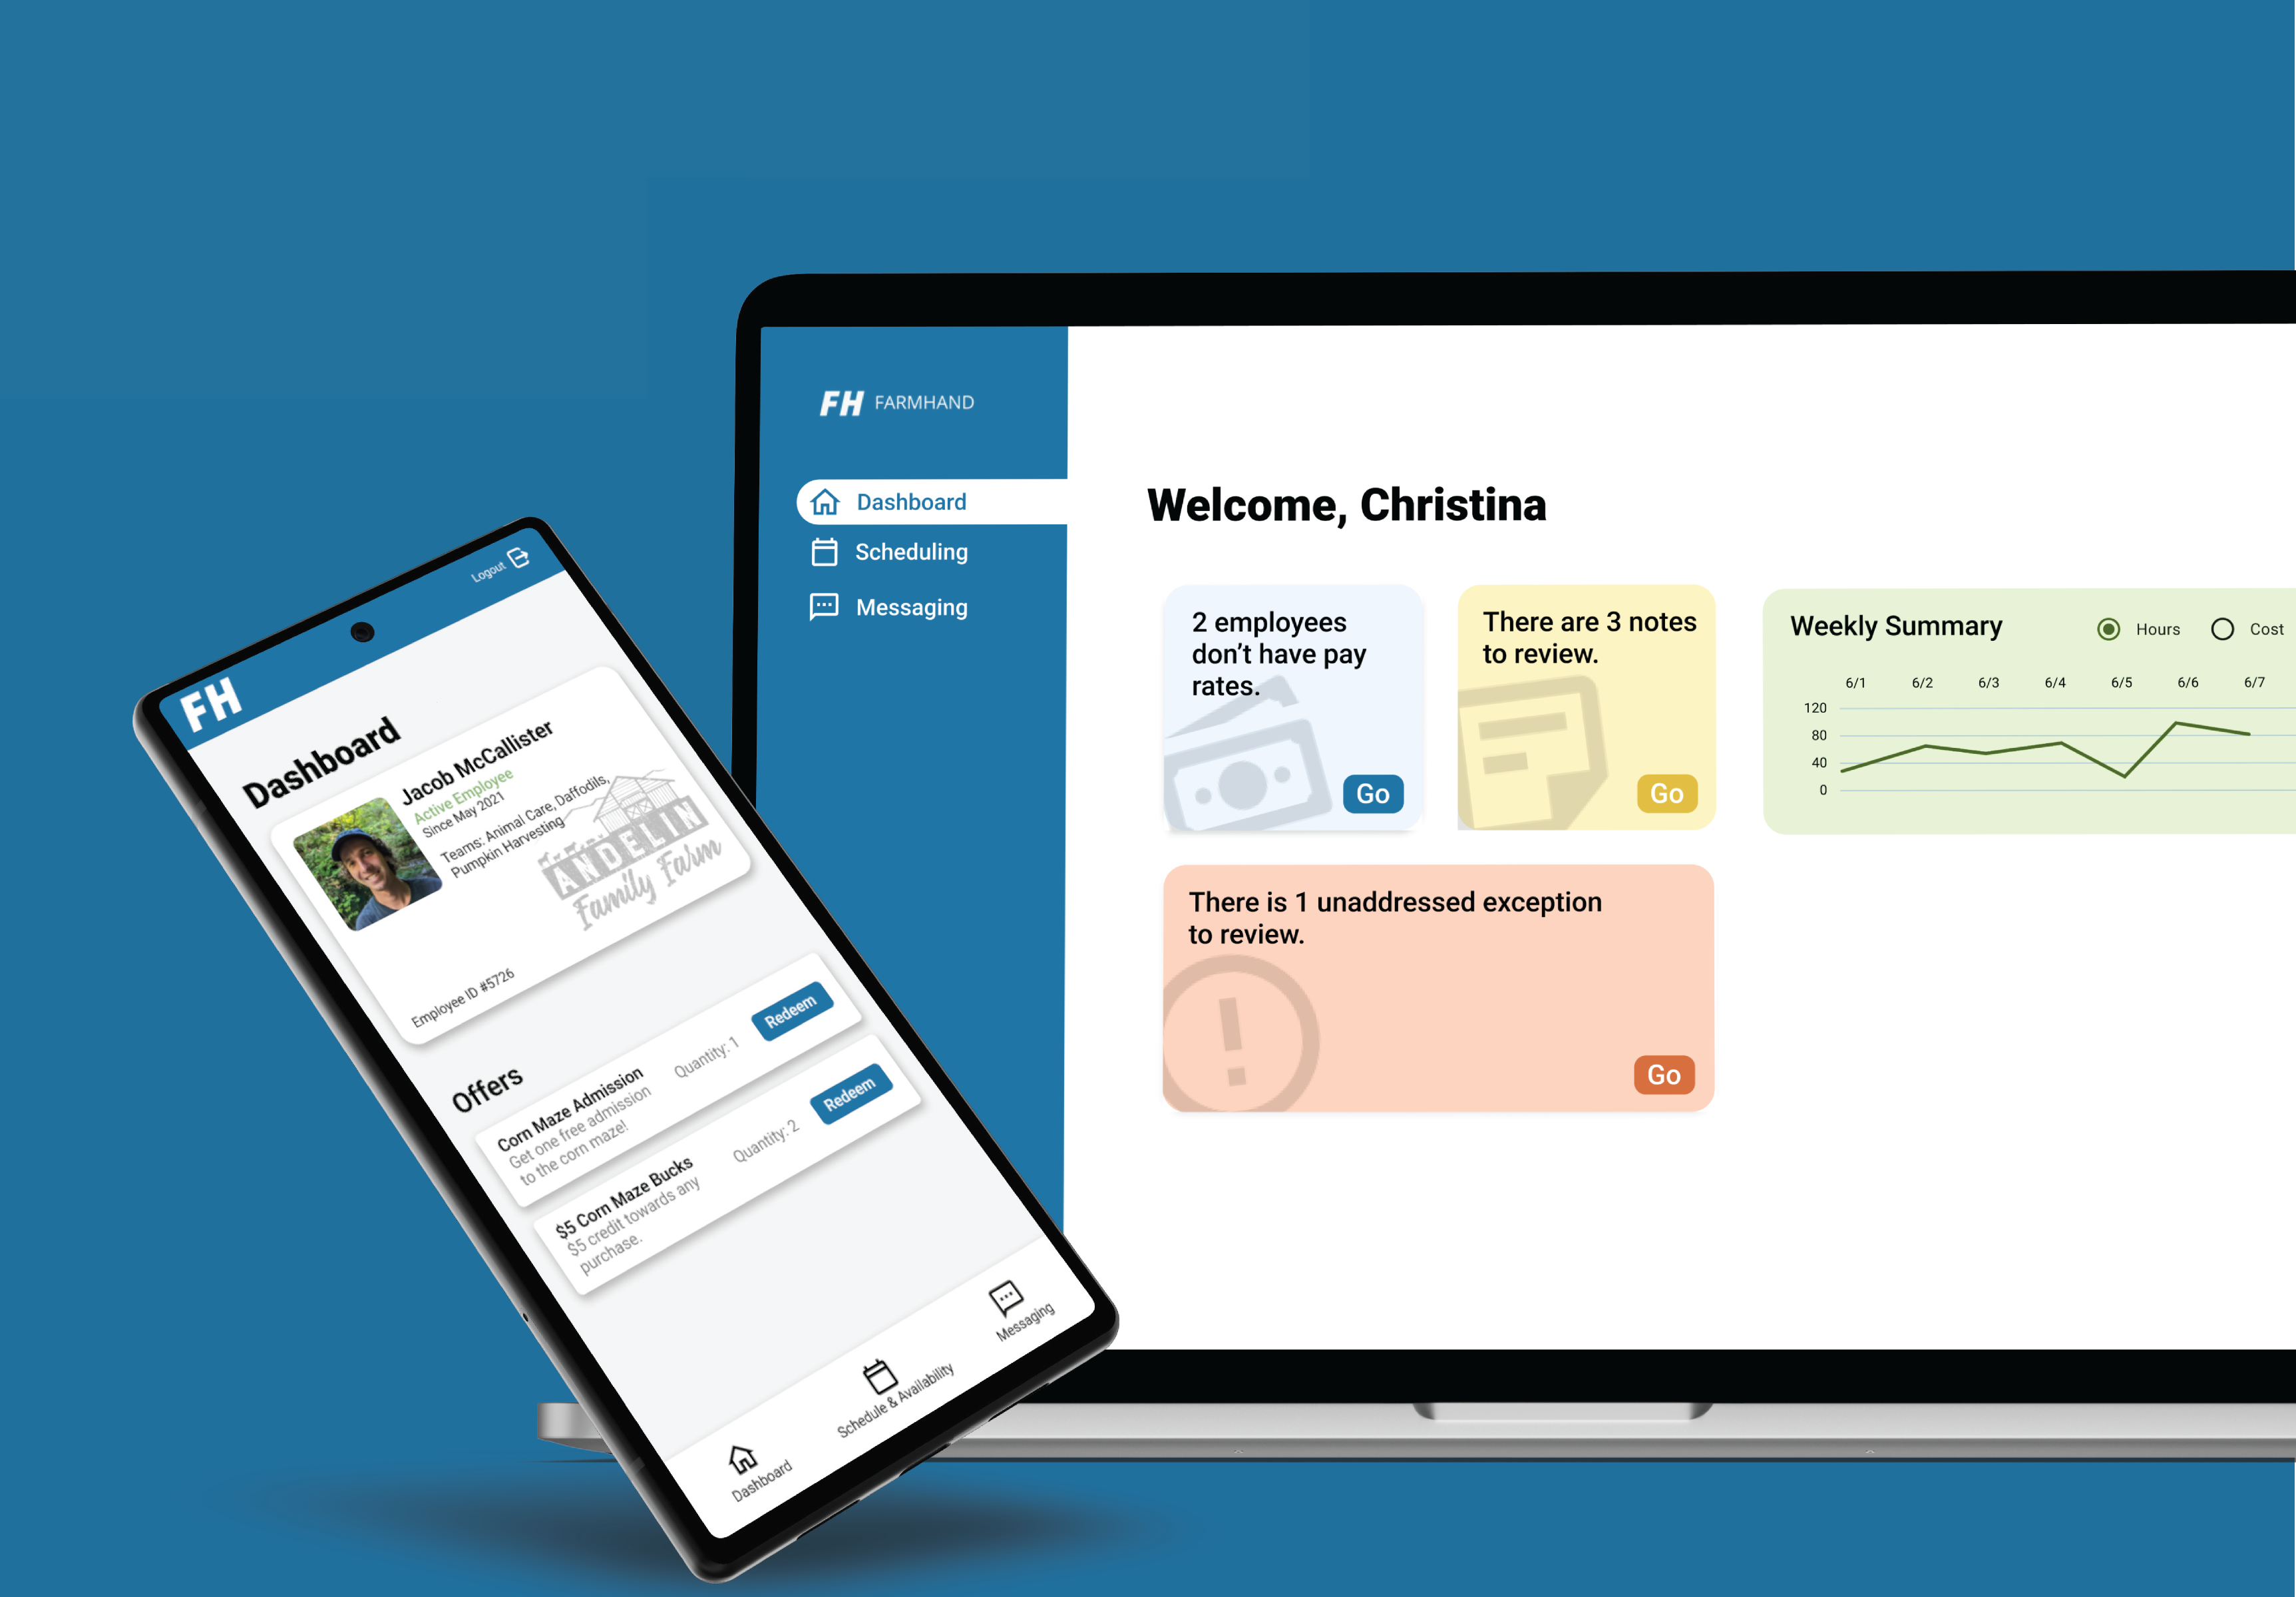 FH FARMHAND
Dashboard
Scheduling
Messaging
Welcome, Christina
2 employees
don’t have pay
rates.
Go
There are 3 notes
to review.
Go
Weekly Summary
Hours
Cost
6/1 6/2 6/3 6/4 6/5 6/6 6/7
120
80
40
0
There is 1 unaddressed exception
to review.
Go
Logout
FH
Dashboard
Jacob McCallister
Active Employee
Since May 2021
Teams: Animal Care, Daffodils,
Pumpkin Harvesting
ANDELIN
Family Farm
Employee ID #5726
Offers
Corn Maze Admission
Get one free admission
to the corn maze!
Quantity: 1
Redeem
$5 Corn Maze Bucks
$5 credit towards any
purchase.
Quantity: 2
Redeem
Dashboard
Schedule & Availability
Messaging